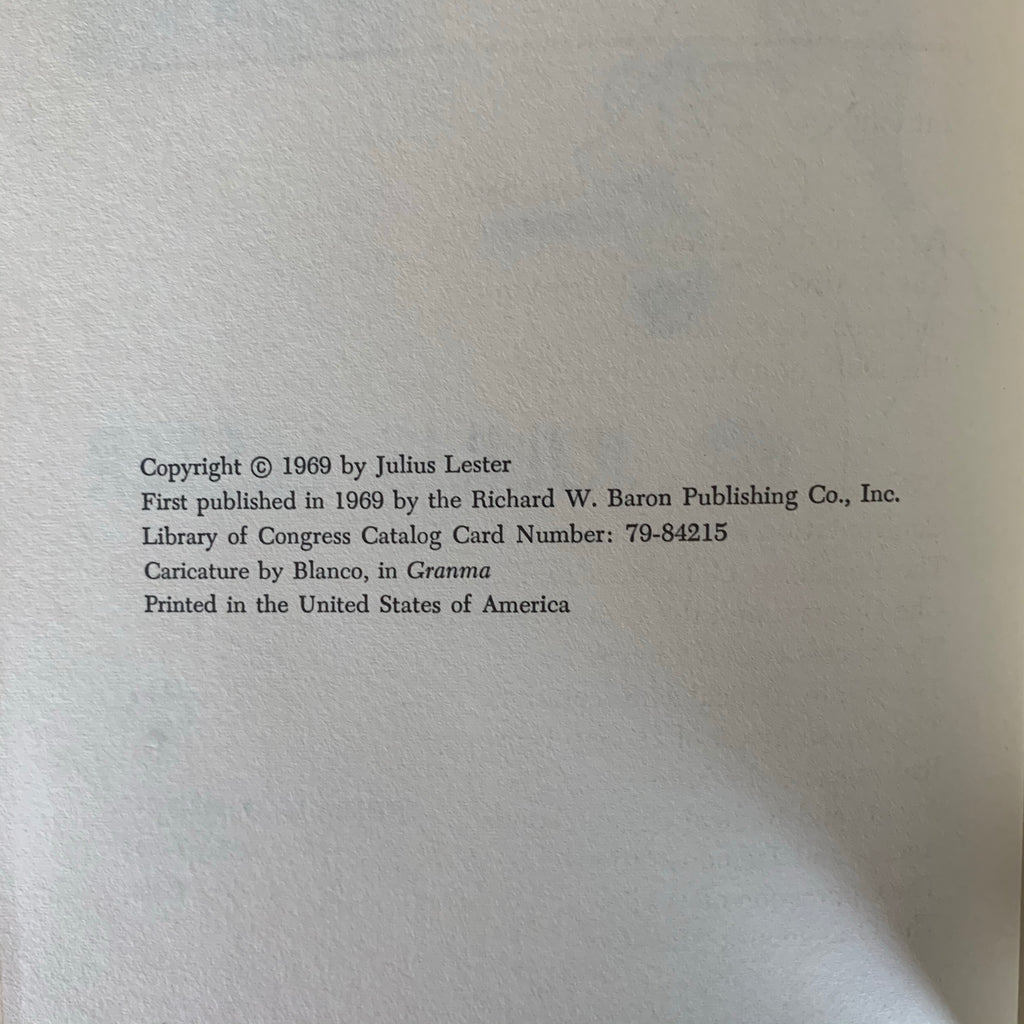 Copyright © 1969 by Julius Lester
First published in 1969 by the Richard W. Baron Publishing Co., Inc.
Library of Congress Catalog Card Number: 79-84215
Caricature by Blanco, in Granma
Printed in the United States of America